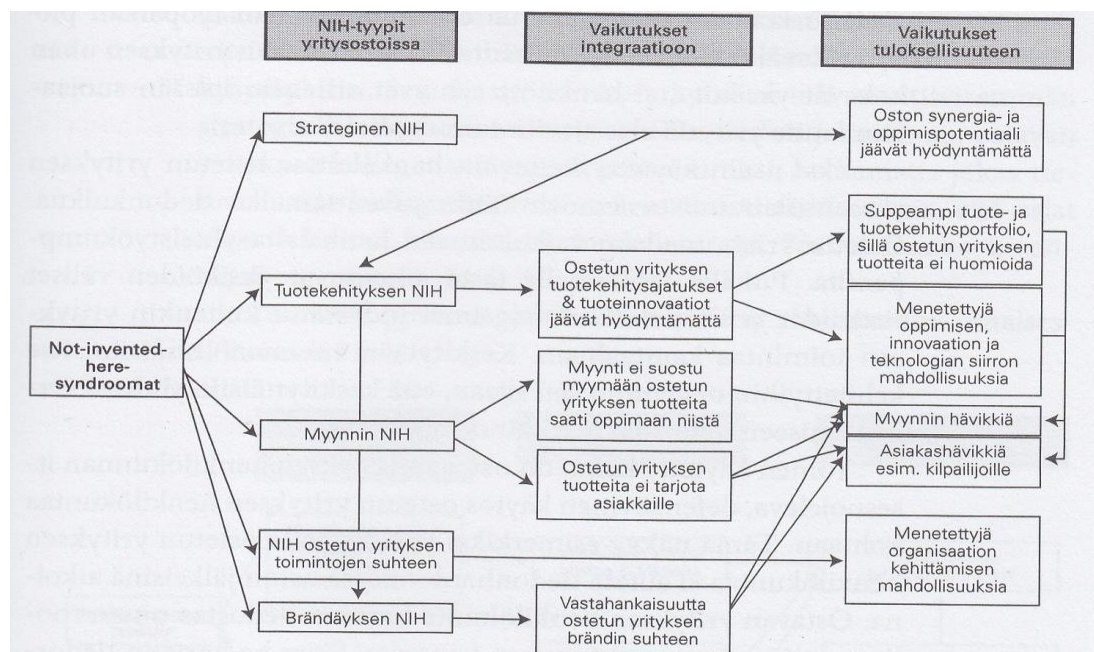 NIH-tyypit
yritysostoissa
Vaikutukset
integraatioon
Vaikutukset
tuloksellisuuteen
Strateginen NIH
Oston synergia- ja
oppimispotentiaali
jäävät hyödyntämättä
Suppeampi tuote- ja
tuotekehitysportfolio,
sillä ostetun yrityksen
tuotteita ei huomioida
Tuotekehityksen NIH
Ostetun yrityksen
tuotekehitysajatukset
& tuoteinnovaatiot
jäävät hyödyntämättä
Menetettyjä
oppimisen,
innovaation ja
teknologian siirron
mahdollisuuksia
Not-invented-
here-
syndroomat
Myynti ei suostu
myymään ostetun
yrityksen tuotteita
saati oppimaan niistä
Myynnin NIH
Myynnin hävikkiä
Asiakashävikkiä
esim. kilpailijoille
Ostetun yrityksen
tuotteita ei tarjota
asiakkaille
NIH ostetun yrityksen
toimintojen suhteen
Menetettyjä
organisaation
kehittämisen
mahdollisuuksia
Brändäyksen NIH
Vastahankaisuutta
ostetun yrityksen
brändin suhteen